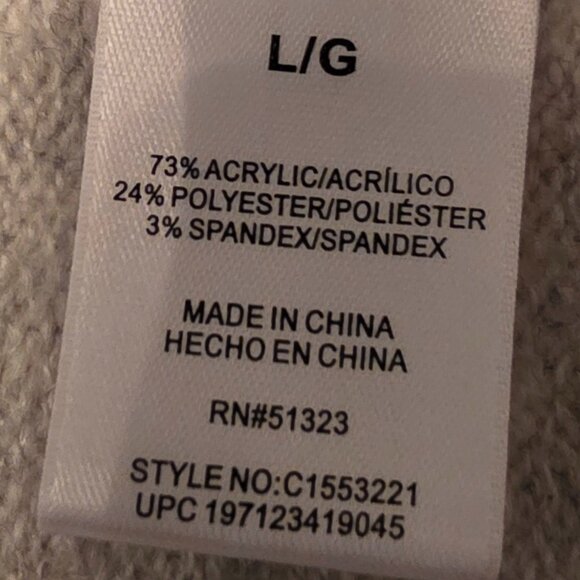 L/G
73% ACRYLIC/ACRÍLICO
24% POLYESTER/POLIÉSTER
3% SPANDEX/SPANDEX
MADE IN CHINA
HECHO EN CHINA
RN#51323
STYLE NO:C1553221
UPC 197123419045